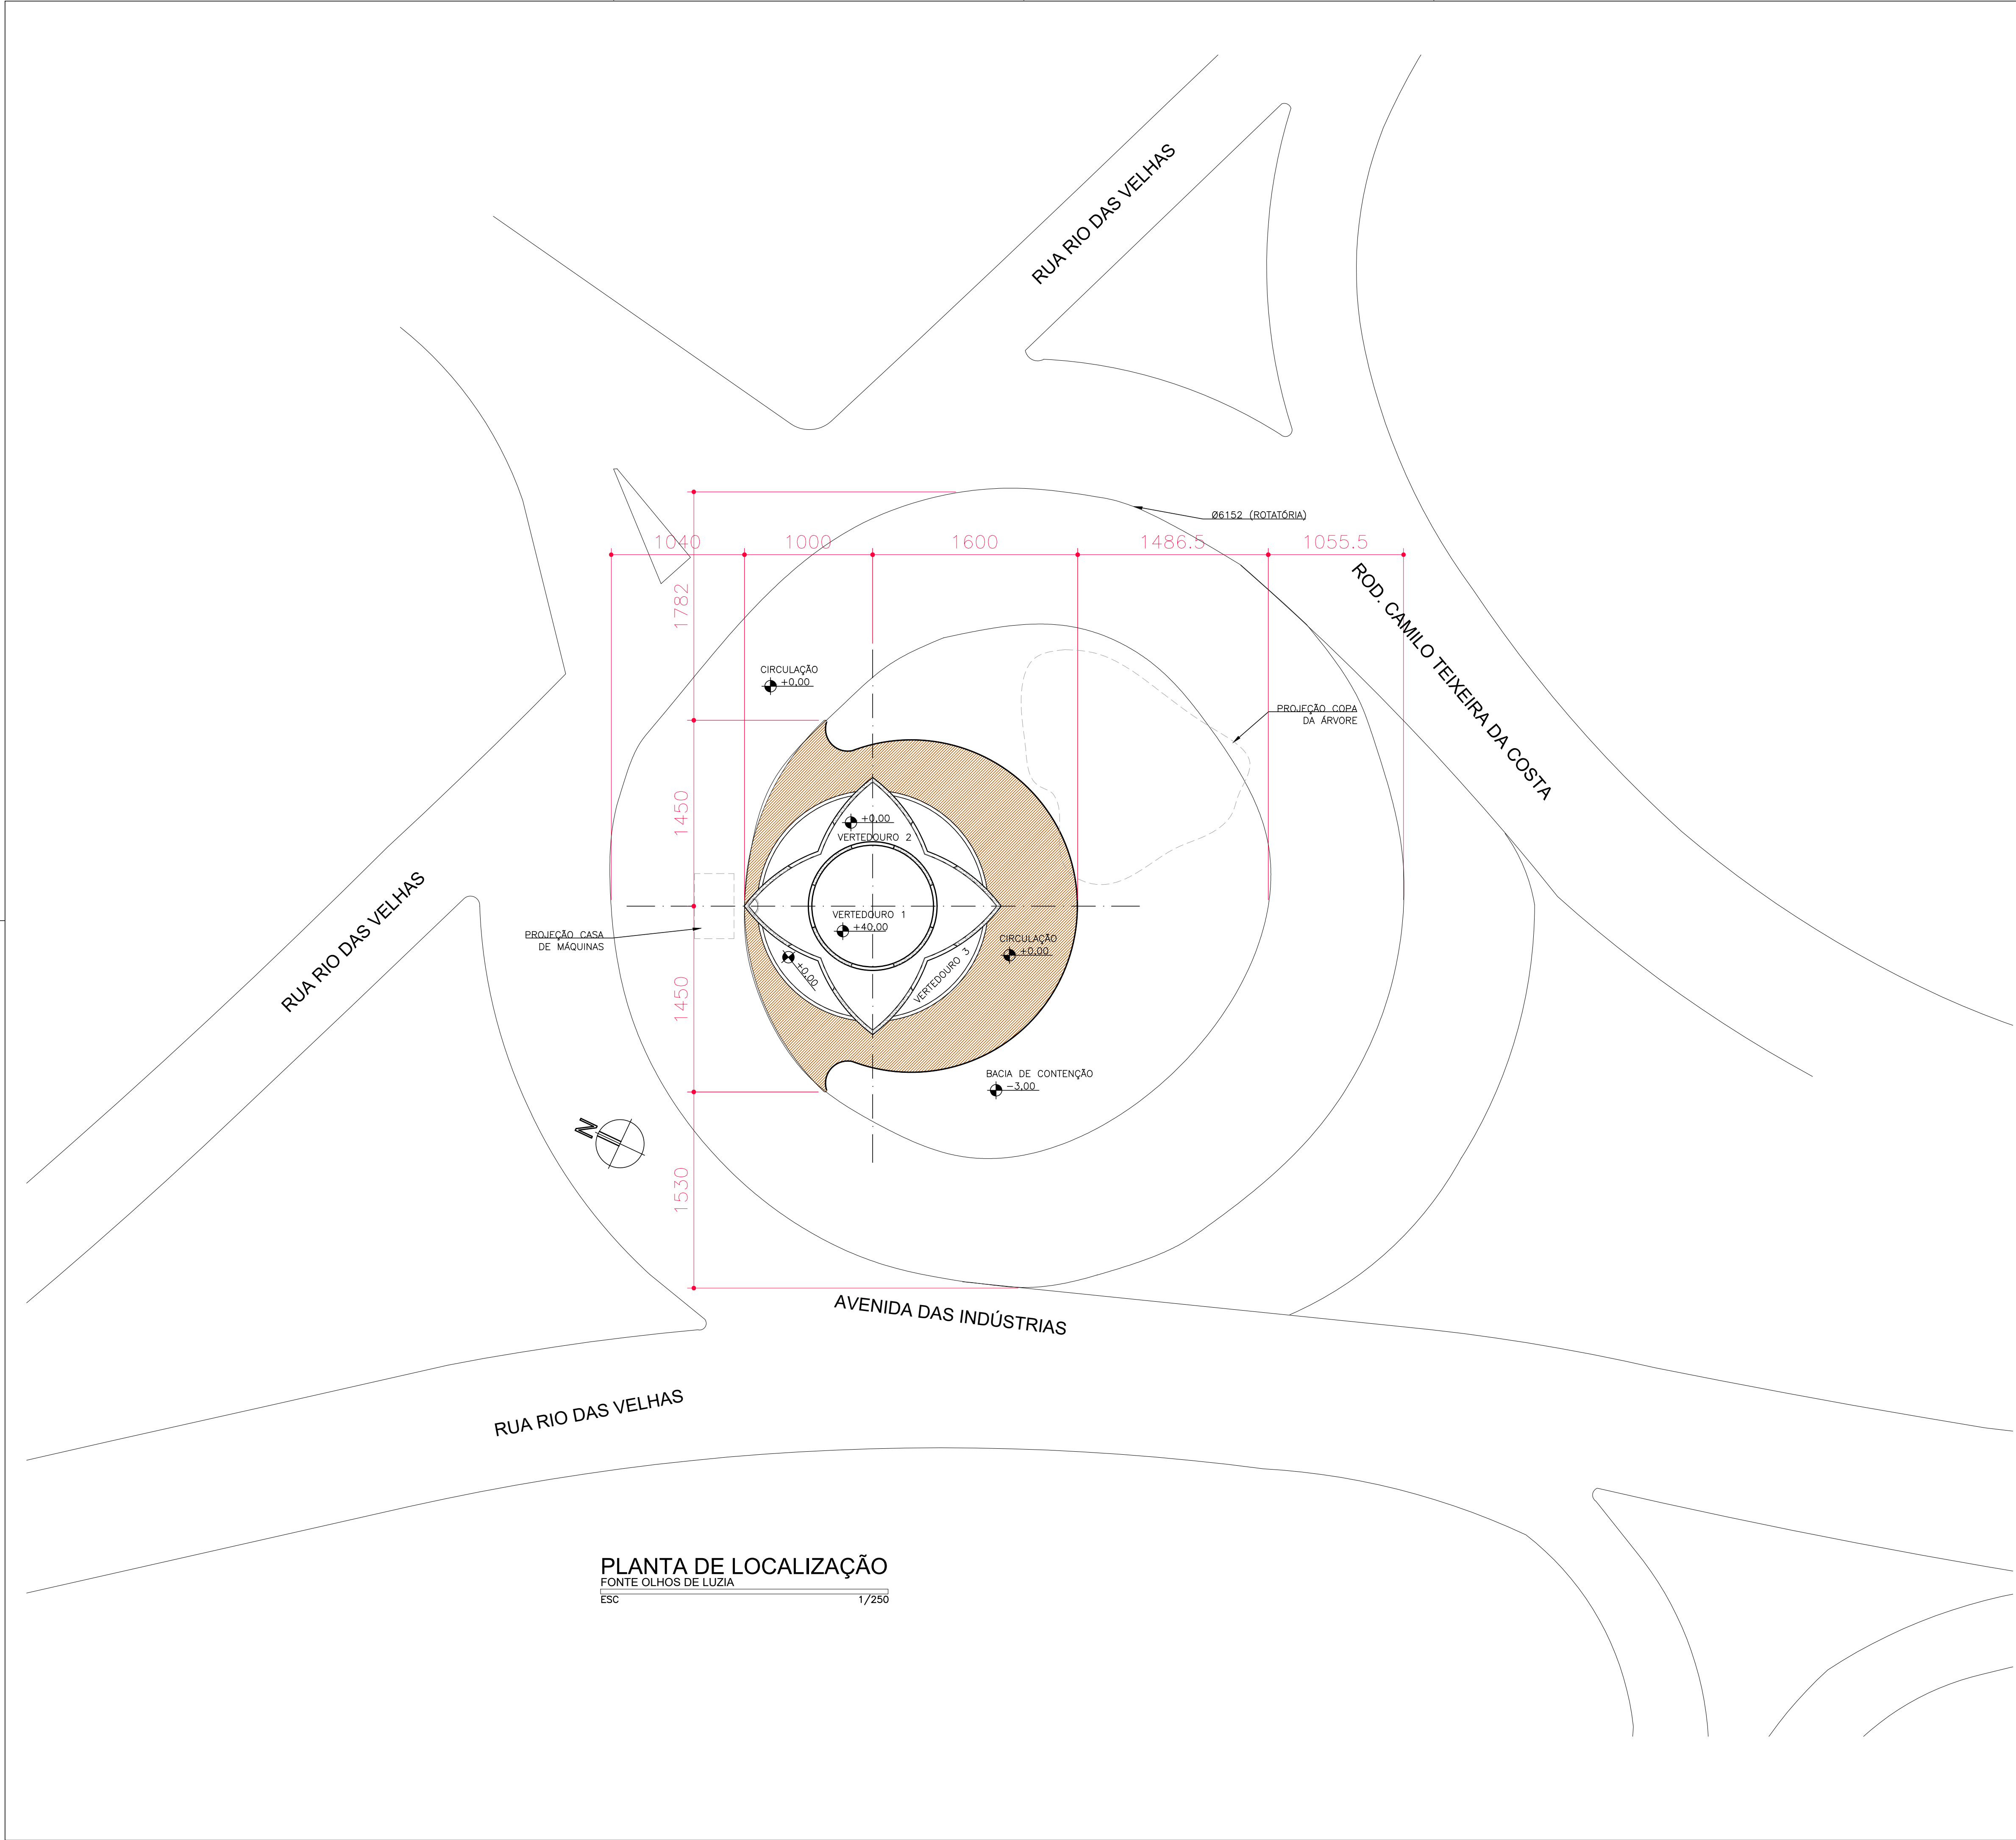 RUA RIO DAS VELHAS
Ø6152 (ROTATÓRIA)
1040
1000
1600
1486.5
1055.5
1782
ROD. CAMILO TEIXEIRA DA COSTA
CIRCULAÇÃO
+0.00
PROJEÇÃO COPA
DA ÁRVORE
1450
+0.00
VERTEDOURO 2
RUA RIO DAS VELHAS
VERTEDOURO 1
+40.00
PROJEÇÃO CASA
DE MÁQUINAS
CIRCULAÇÃO
+0.00
+0.00
VERTEDOURO 3
1450
BACIA DE CONTENÇÃO
-3.00
N
1530
AVENIDA DAS INDÚSTRIAS
RUA RIO DAS VELHAS
PLANTA DE LOCALIZAÇÃO
FONTE OLHOS DE LUZIA
ESC 1/250